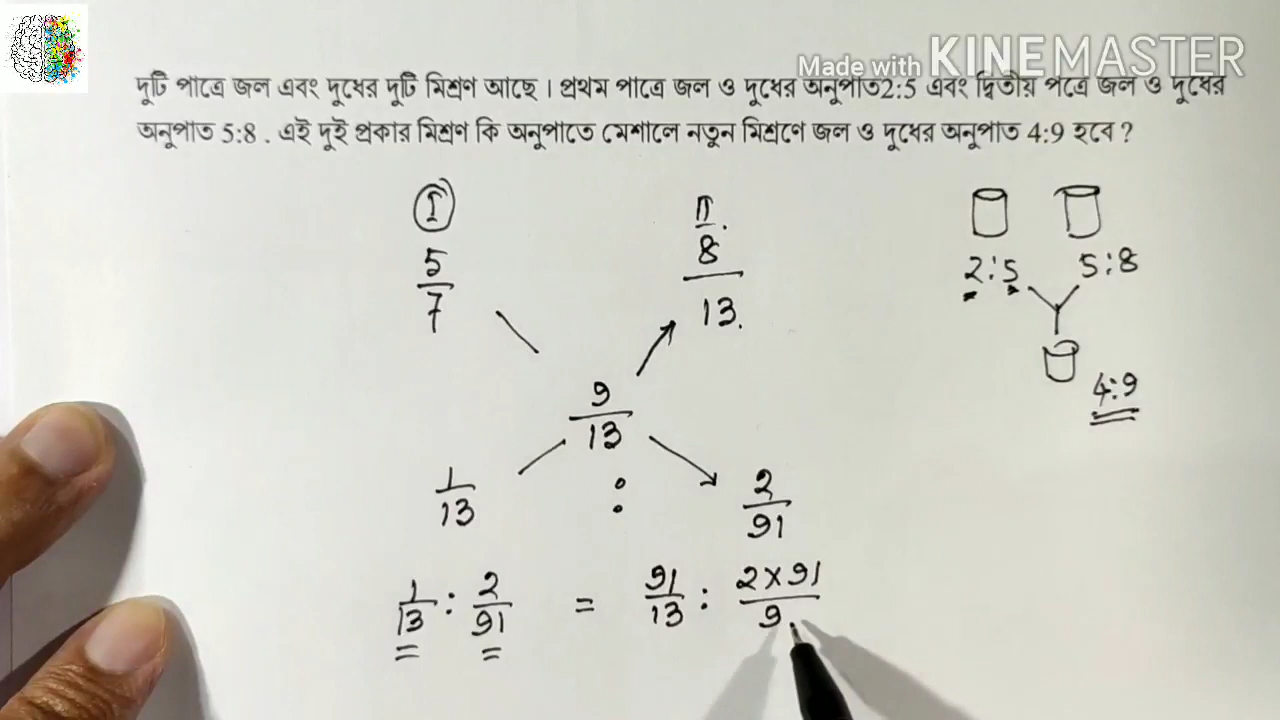 Made with KINEMASTER
দুটি পাত্রে জল এবং দুধের দুটি মিশ্রণ আছে । প্রথম পাত্রে জল ও দুধের অনুপাত2:5 এবং দ্বিতীয় পত্রে জল ও দুধের
অনুপাত 5:8 . এই দুই প্রকার মিশ্রণ কি অনুপাতে মেশালে নতুন মিশ্রণে জল ও দুধের অনুপাত 4:9 হবে ?
I II
5/7 8/13.
2:5 5:8
9/13
4:9
1/13 : 2/91
1/13 : 2/91 = 91/13 : 2×91/9